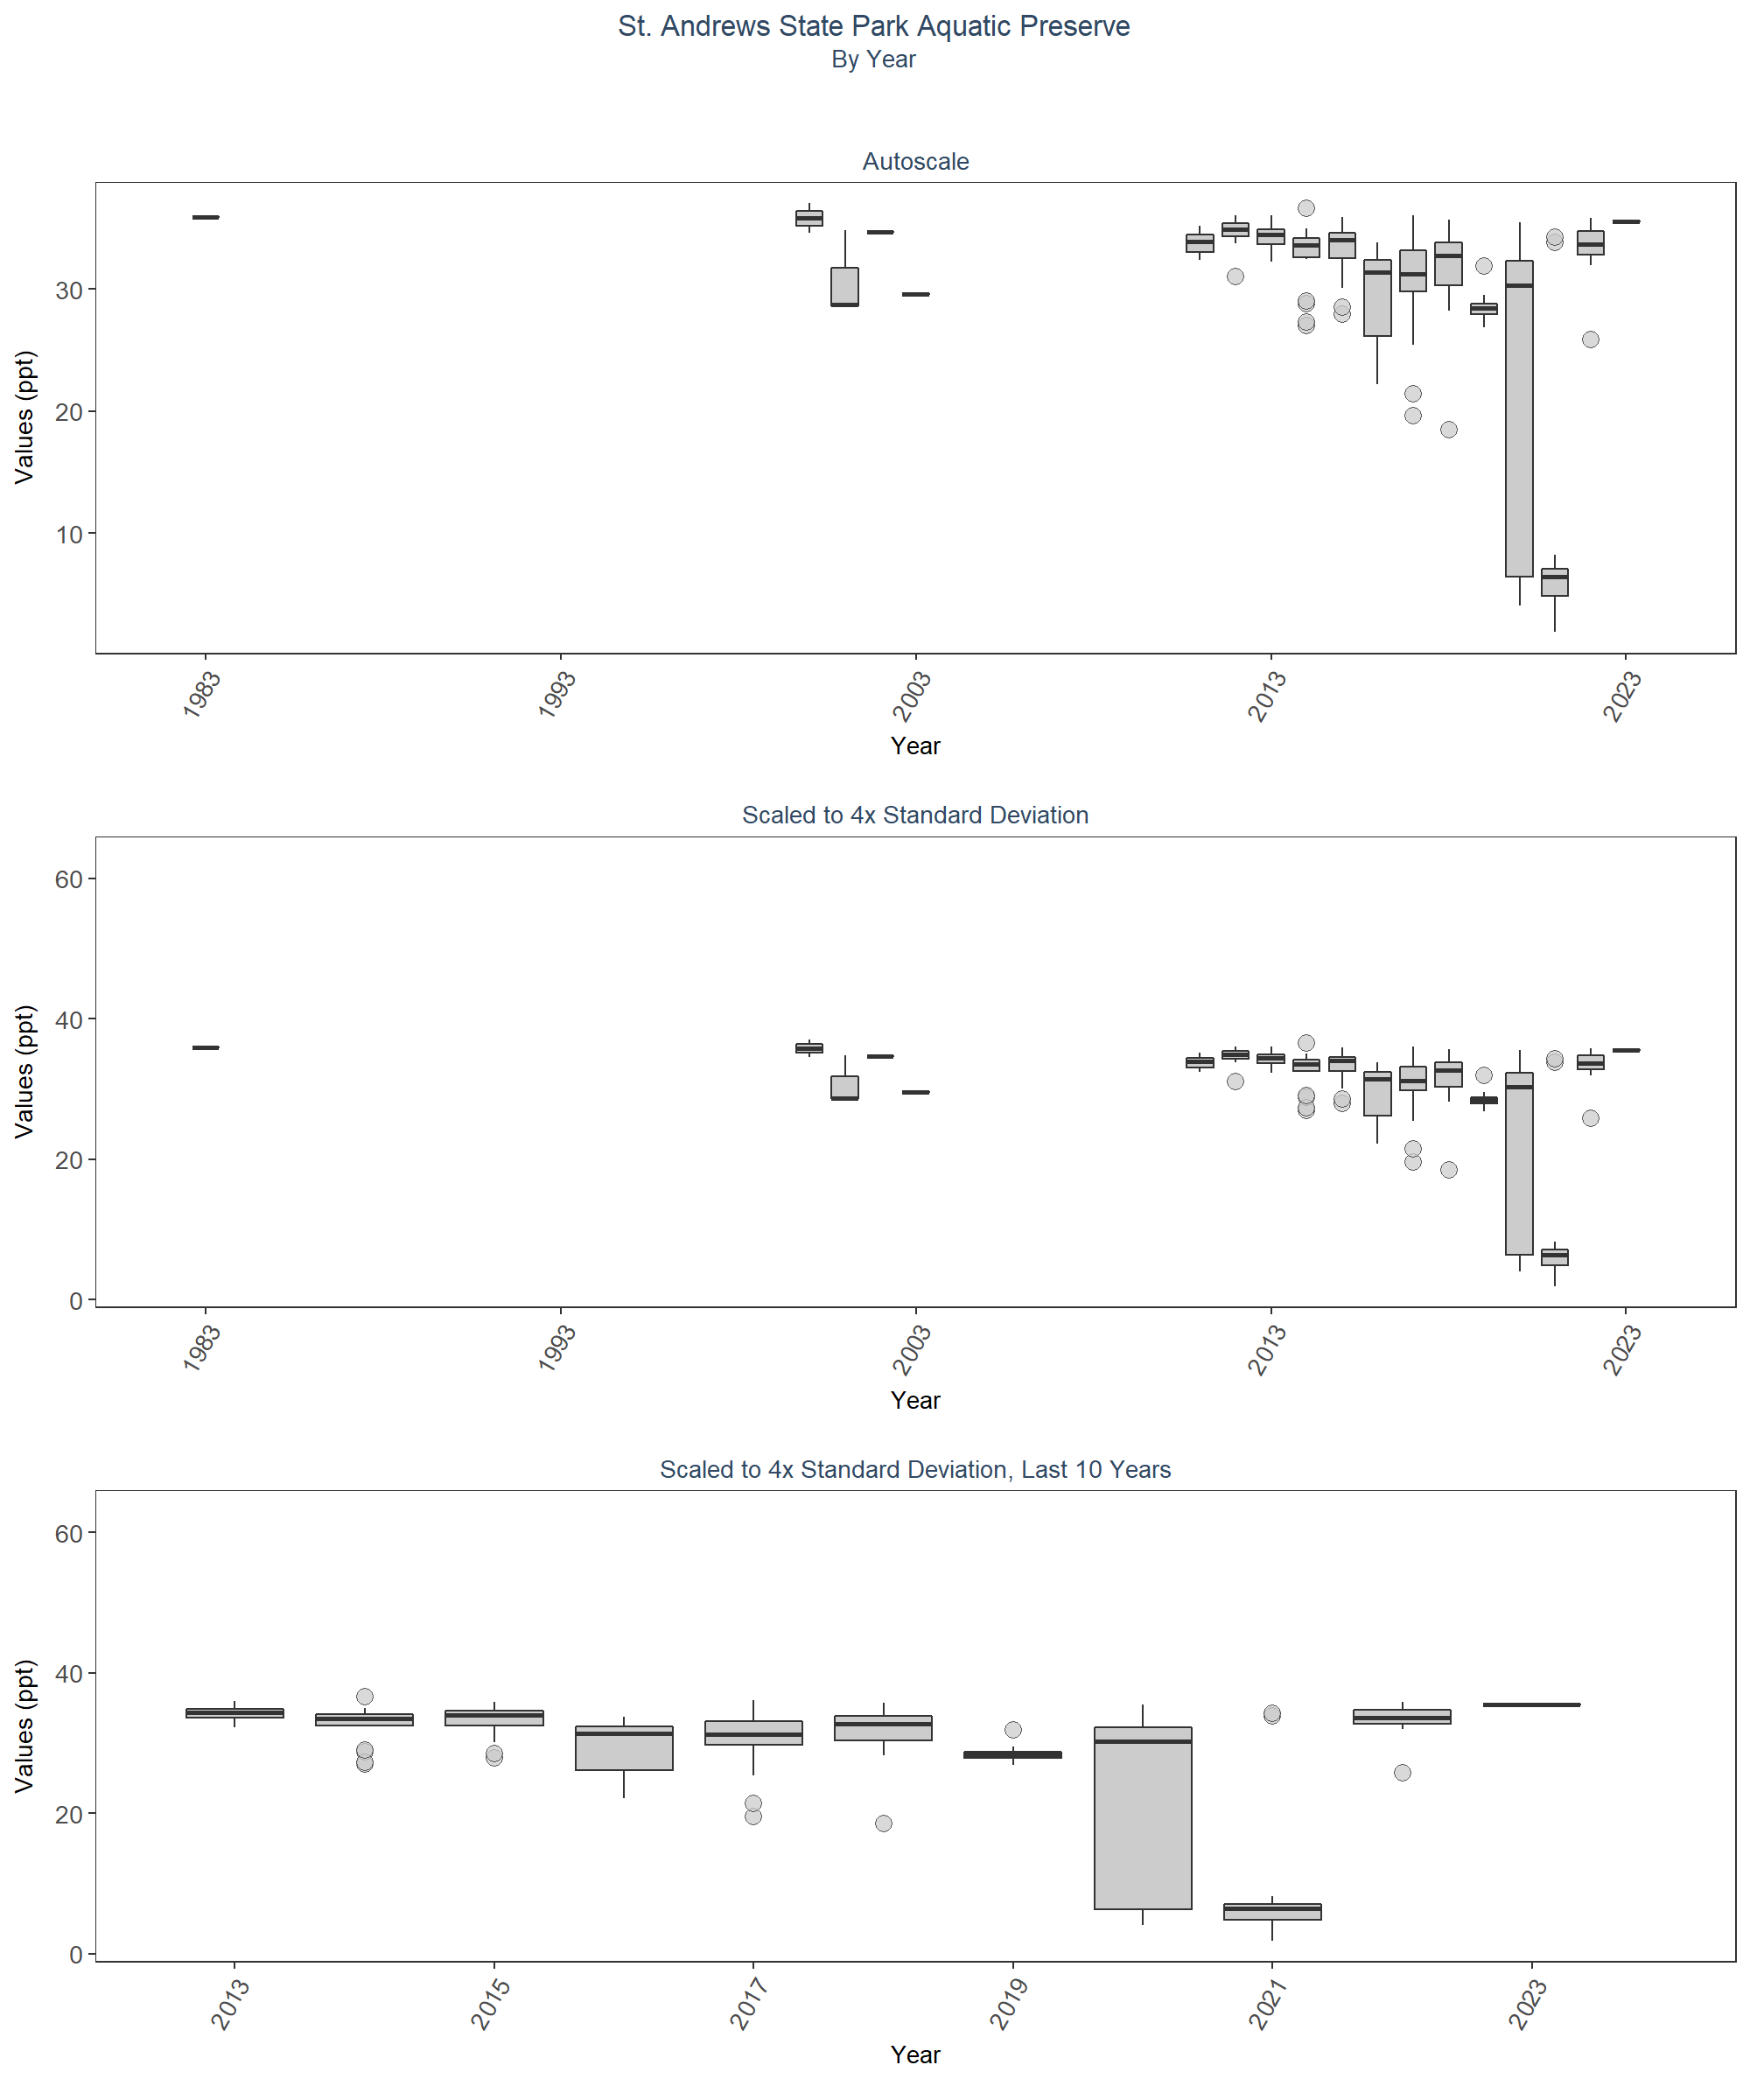 St. Andrews State Park Aquatic Preserve
By Year
Autoscale
Values (ppt)
30
20
10
1983
1993
2003
2013
2023
Year
Scaled to 4x Standard Deviation
Values (ppt)
60
40
20
0
1983
1993
2003
2013
2023
Year
Scaled to 4x Standard Deviation, Last 10 Years
Values (ppt)
60
40
20
0
2013
2015
2017
2019
2021
2023
Year